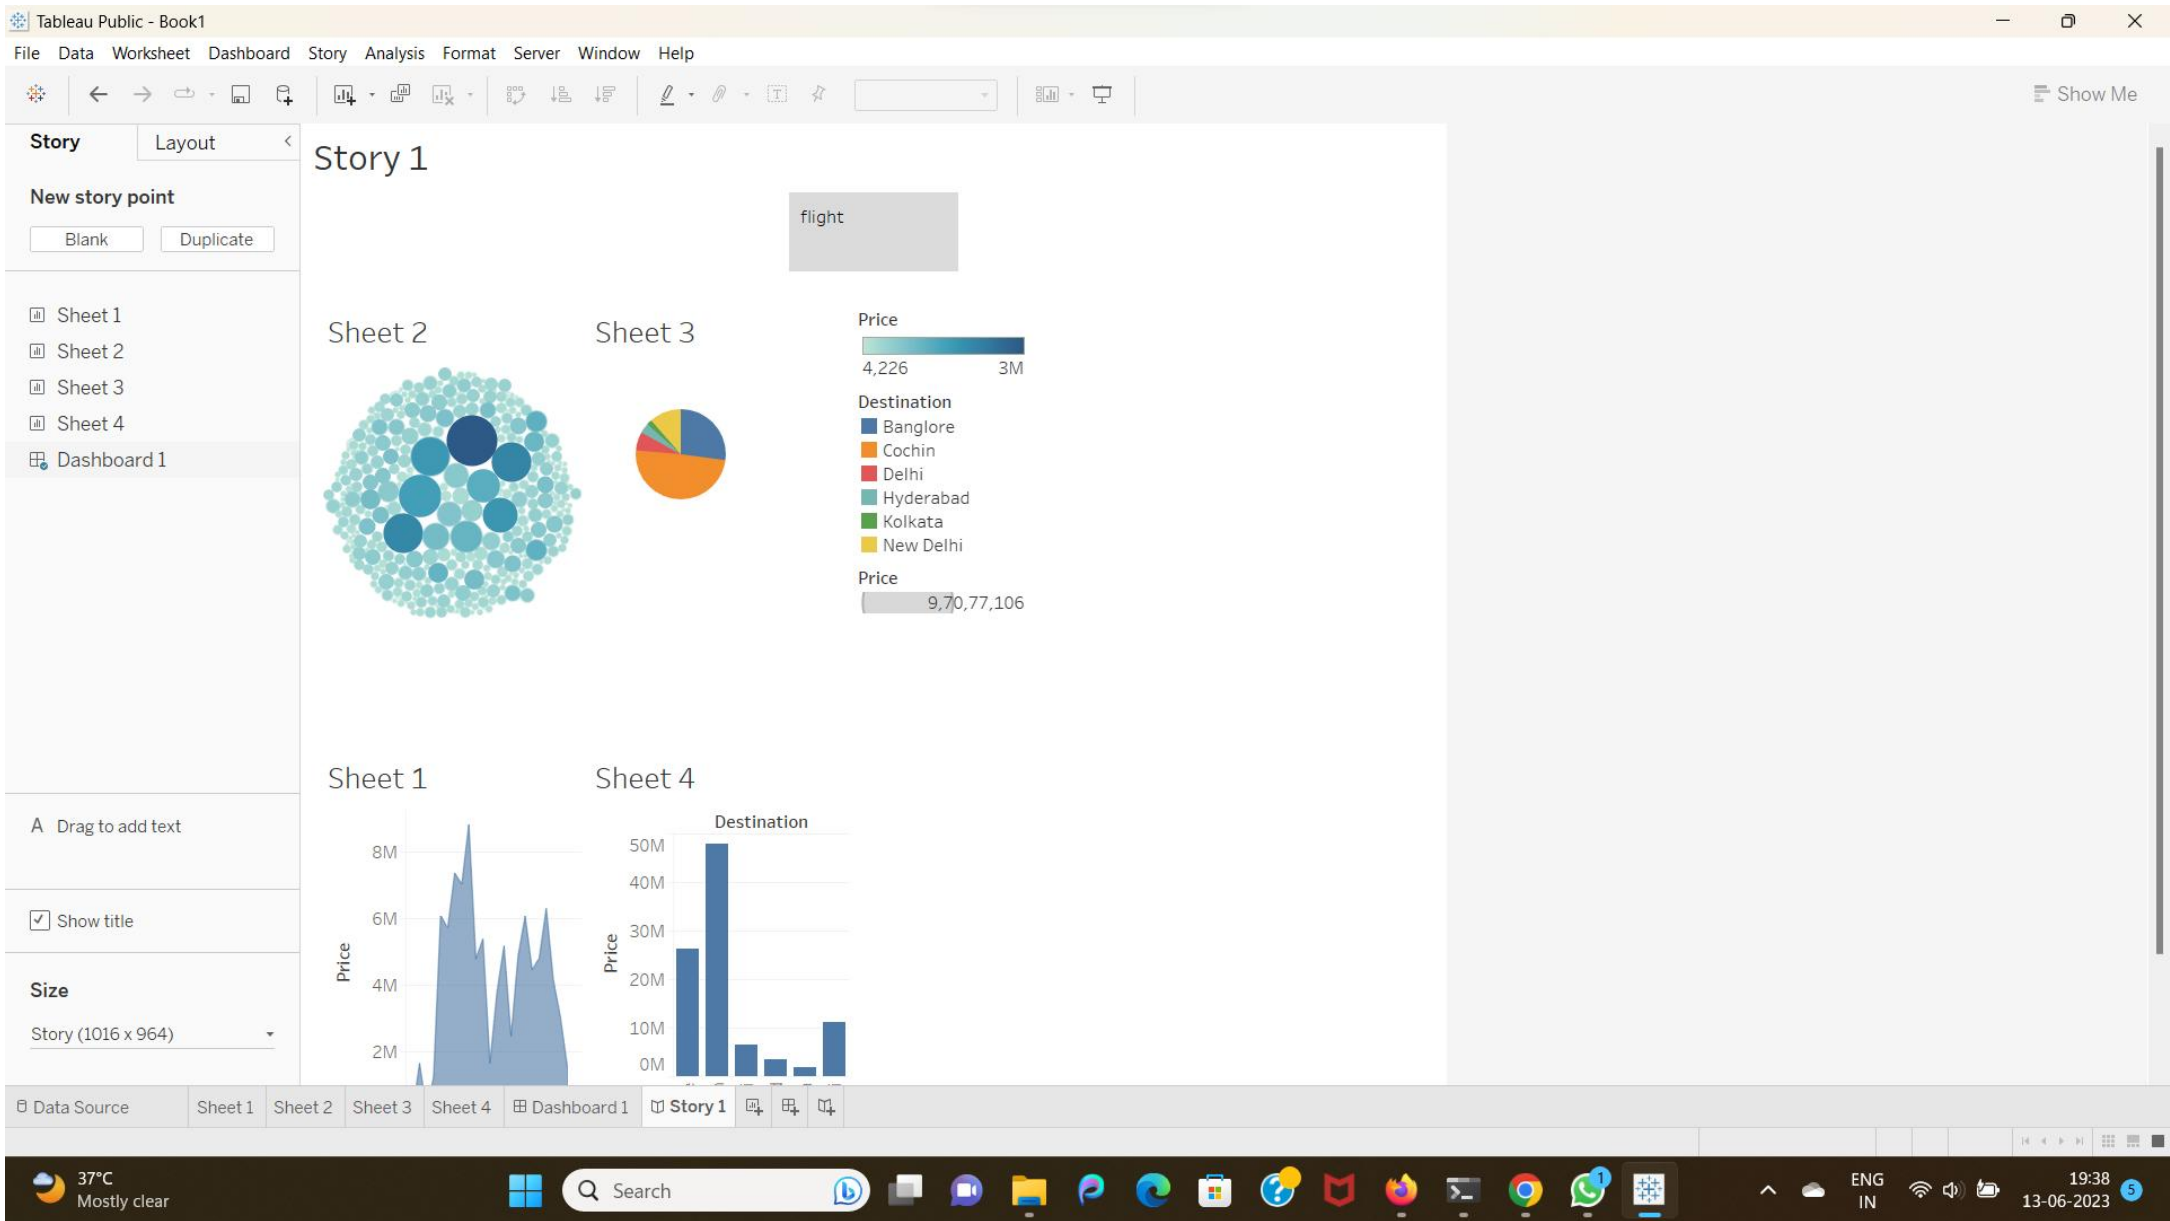 Tableau Public - Book1
File Data Worksheet Dashboard Story Analysis Format Server Window Help
Show Me
Story Layout
New story point
Blank Duplicate
Sheet 1
Sheet 2
Sheet 3
Sheet 4
Dashboard 1
A Drag to add text
Show title
Size
Story (1016 x 964)
Story 1
flight
Sheet 2
Sheet 3
Price
4,226 3M
Destination
Banglore
Cochin
Delhi
Hyderabad
Kolkata
New Delhi
Price
9,70,77,106
Sheet 1
8M
6M
4M
2M
Price
Sheet 4
Destination
50M
40M
30M
20M
10M
0M
Price
Data Source Sheet 1 Sheet 2 Sheet 3 Sheet 4 Dashboard 1 Story 1
37°C
Mostly clear
Search
1
ENG
IN
19:38
13-06-2023
5